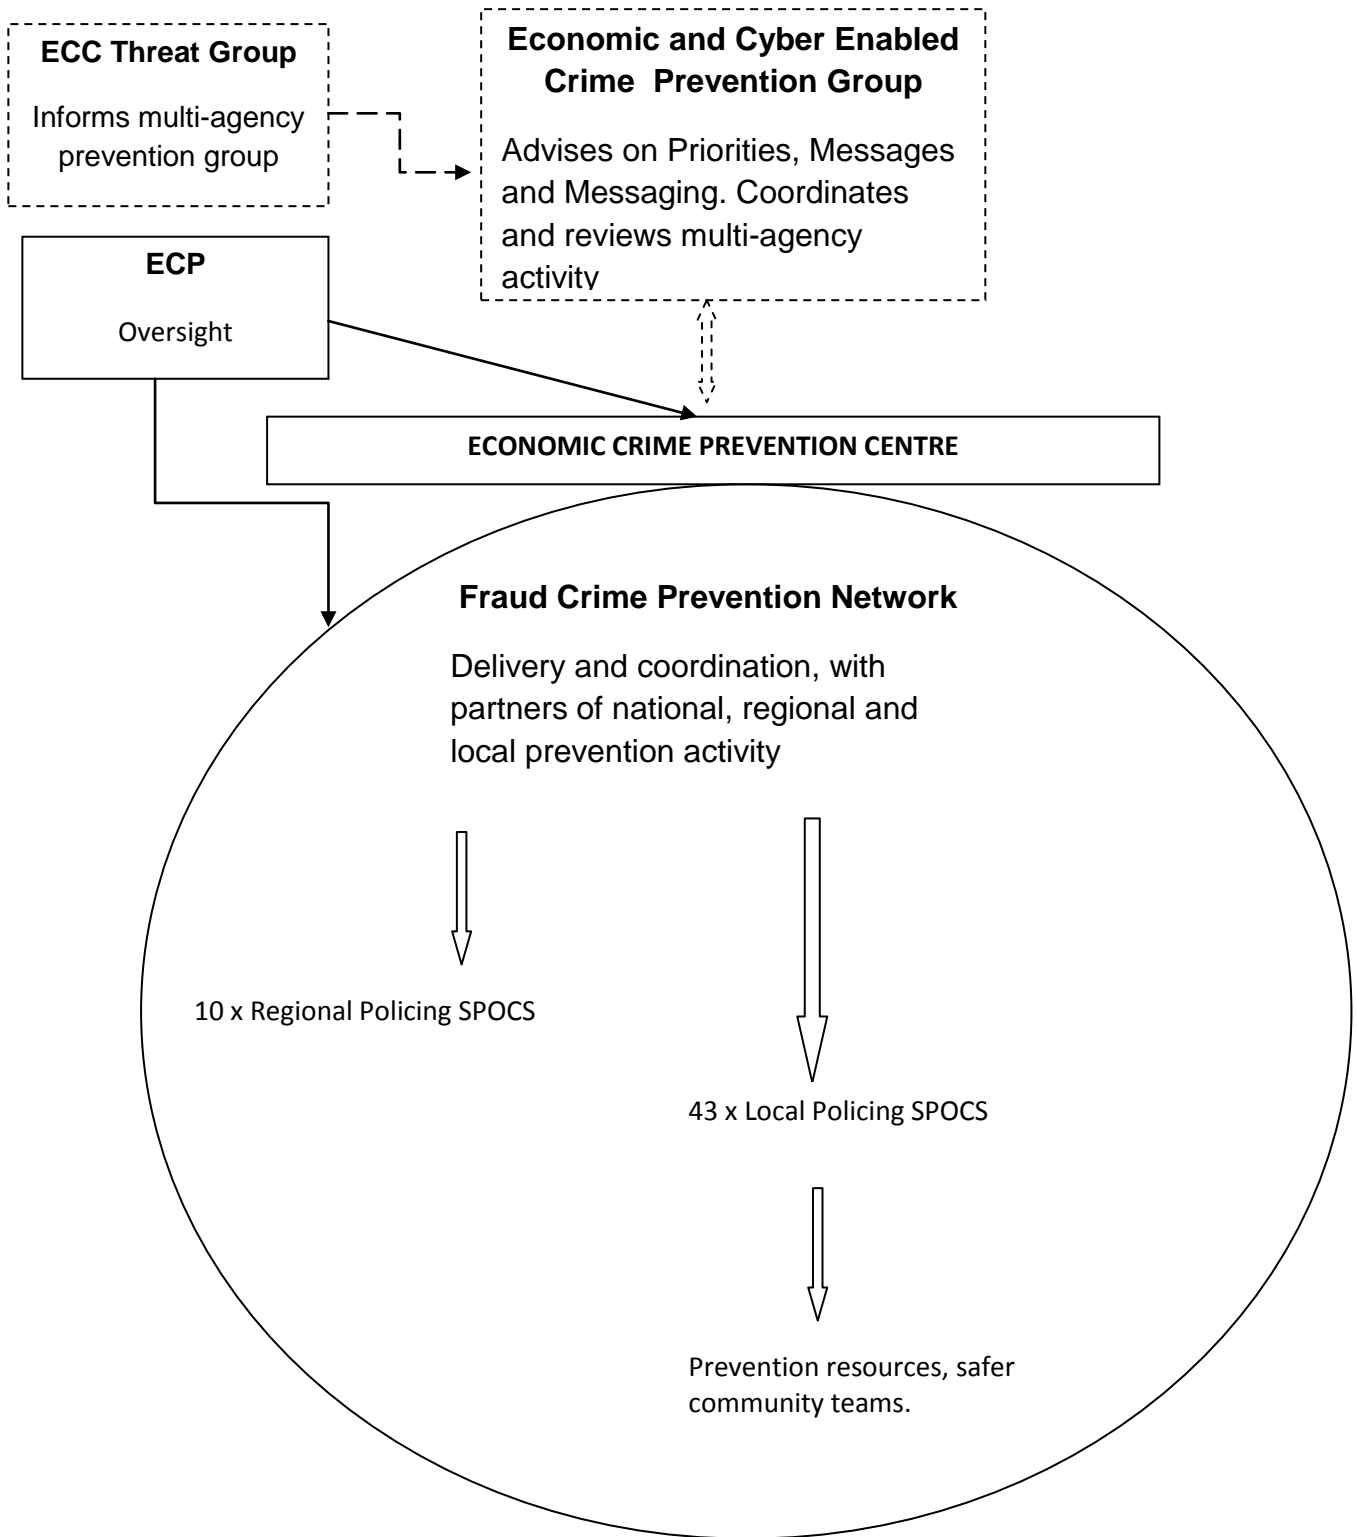 ECC Threat Group
Informs multi-agency
prevention group
Economic and Cyber Enabled
Crime Prevention Group
Advises on Priorities, Messages
and Messaging. Coordinates
and reviews multi-agency
activity
ECP
Oversight
ECONOMIC CRIME PREVENTION CENTRE
Fraud Crime Prevention Network
Delivery and coordination, with
partners of national, regional and
local prevention activity
10 x Regional Policing SPOCS
43 x Local Policing SPOCS
Prevention resources, safer
community teams.